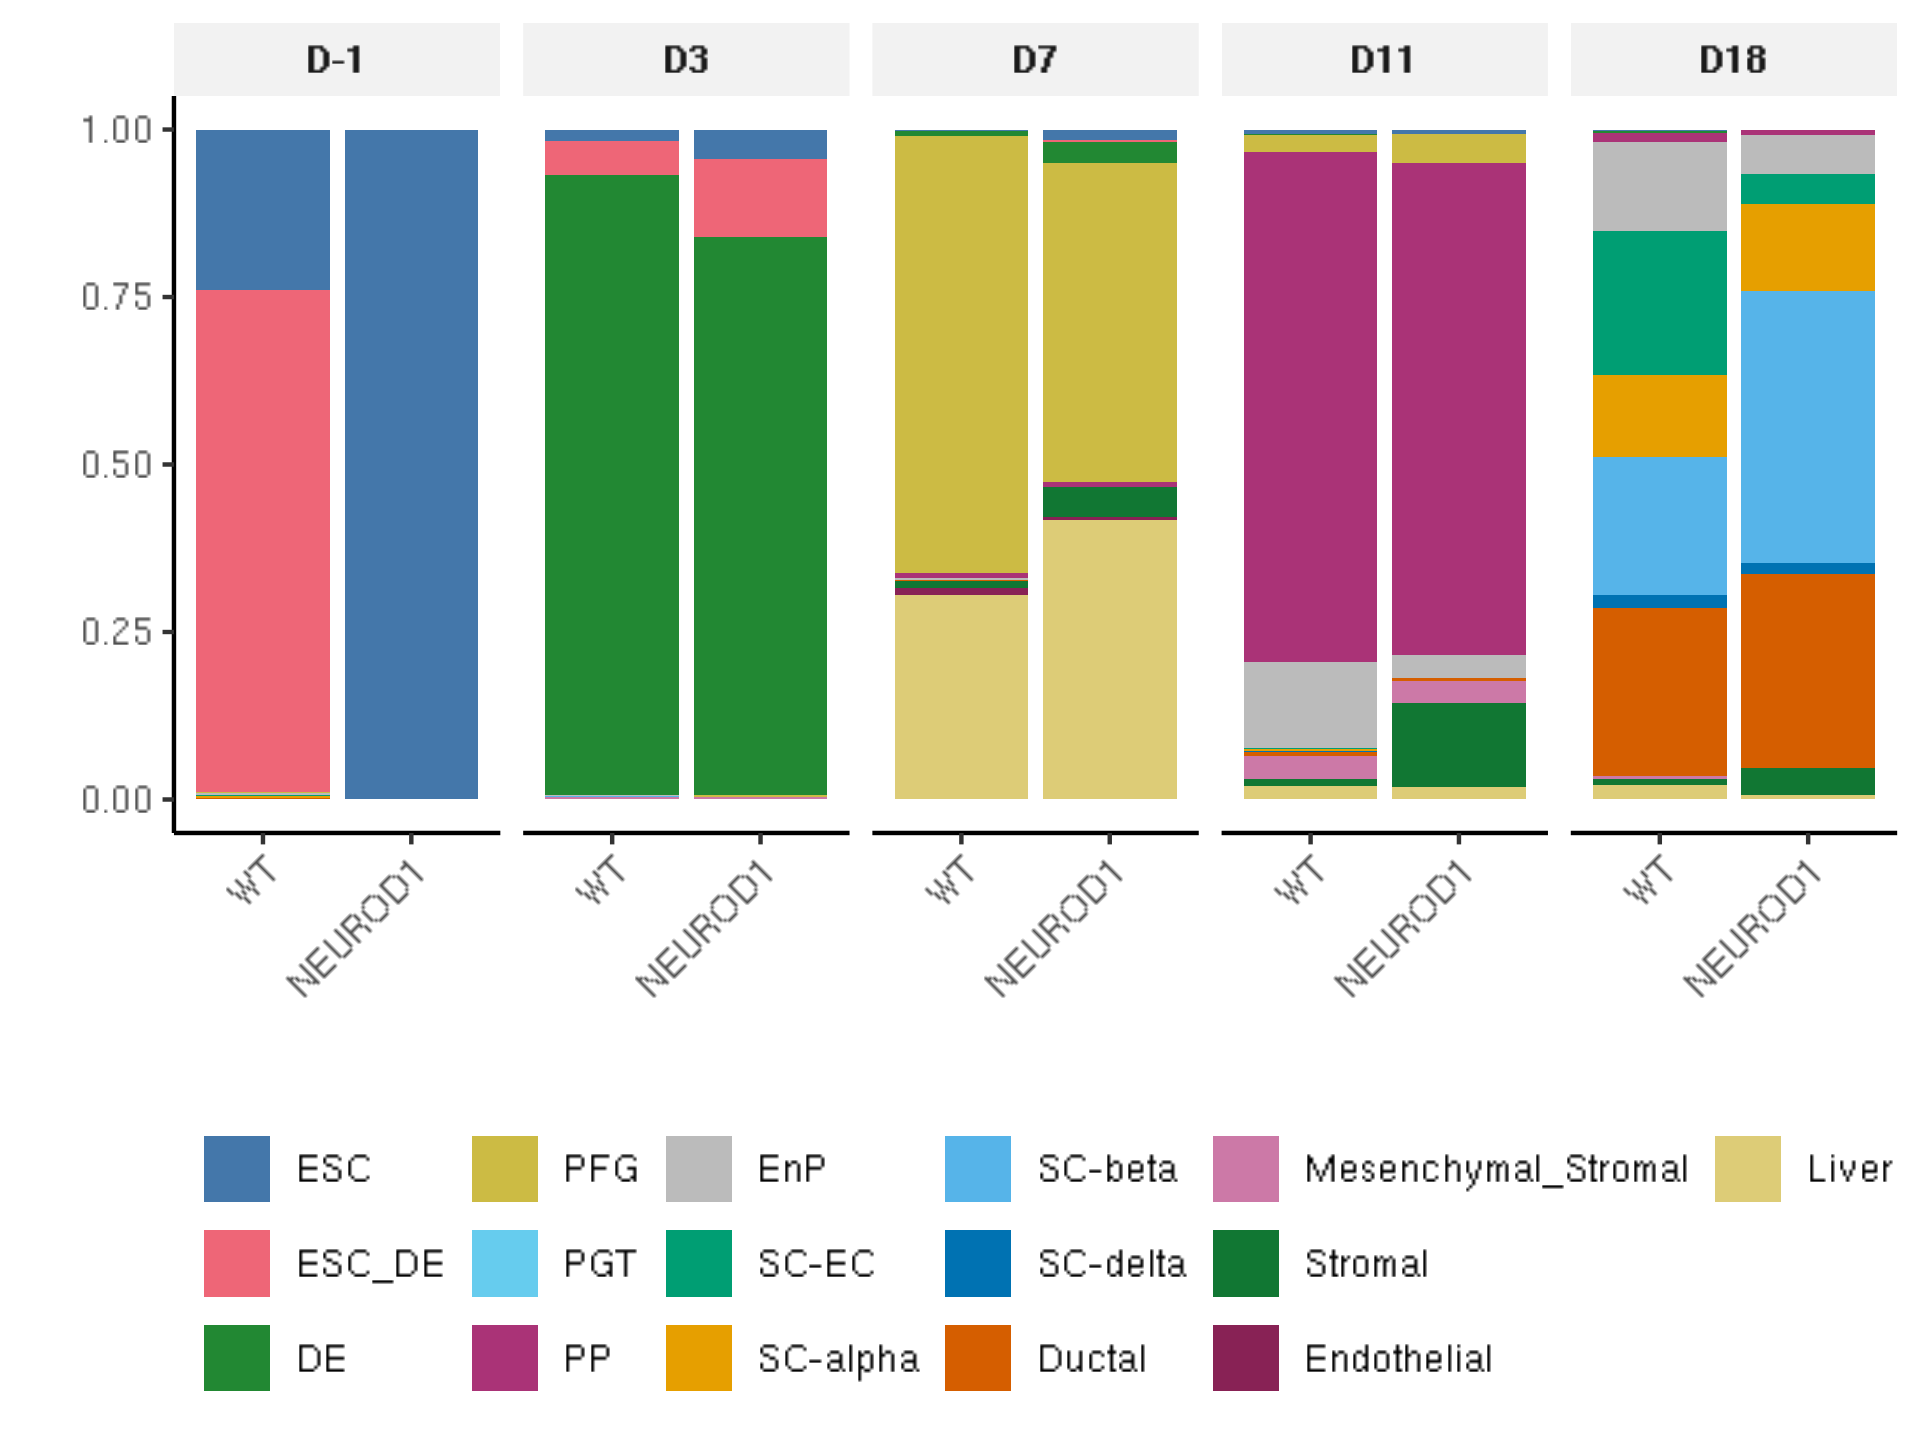 D-1 D3 D7 D11 D18
1.00
0.75
0.50
0.25
0.00
WT NEUROD1 WT NEUROD1 WT NEUROD1 WT NEUROD1 WT NEUROD1
ESC PFG EnP SC-beta Mesenchymal_Stromal Liver
ESC_DE PGT SC-EC SC-delta Stromal
DE PP SC-alpha Ductal Endothelial